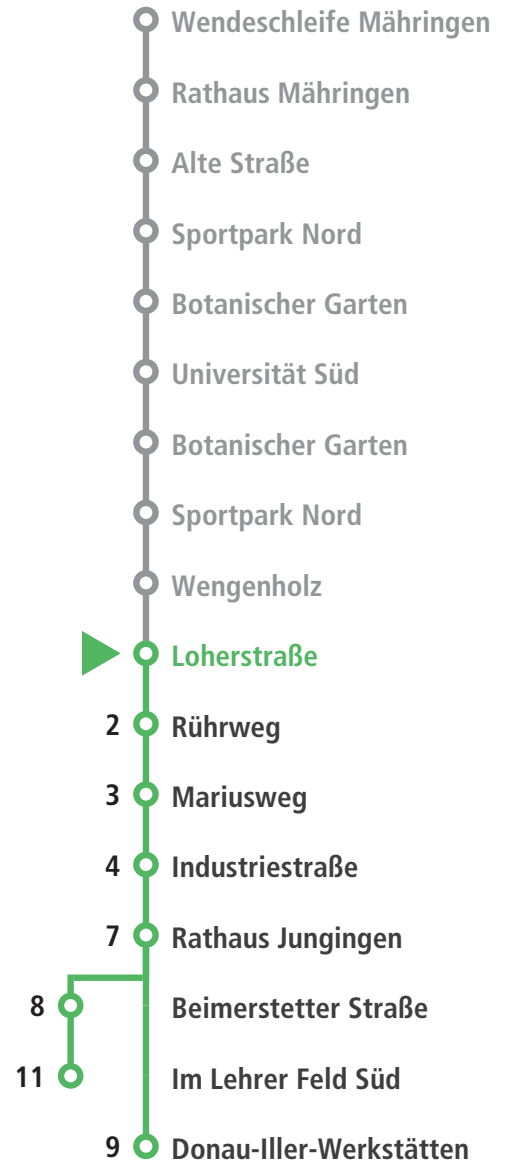 Wendeschleife Mähringen
Rathaus Mähringen
Alte Straße
Sportpark Nord
Botanischer Garten
Universität Süd
Botanischer Garten
Sportpark Nord
Wengenholz
Loherstraße
2 Rührweg
3 Mariusweg
4 Industriestraße
7 Rathaus Jungingen
8 Beimerstetter Straße
11 Im Lehrer Feld Süd
9 Donau-Iller-Werkstätten